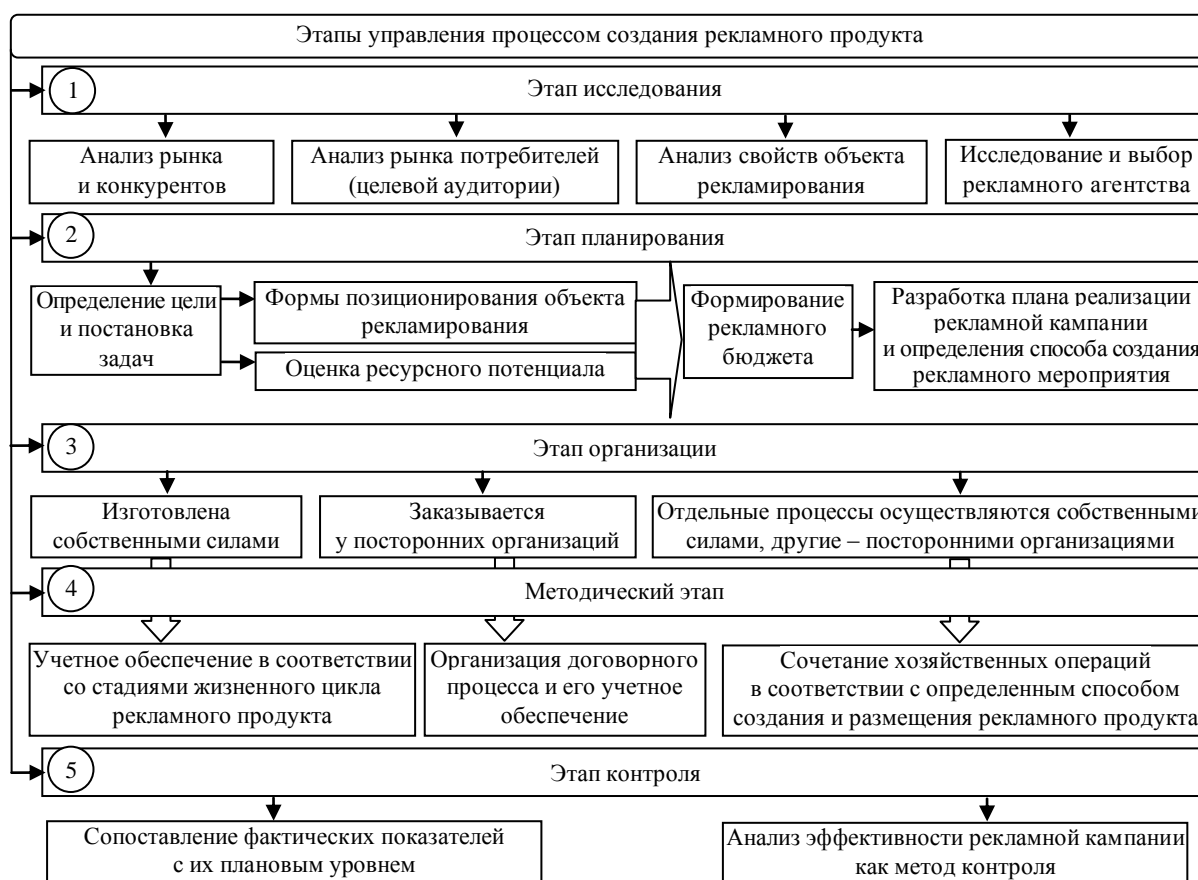 Этапы управления процессом создания рекламного продукта
1
Этап исследования
Анализ рынка
и конкурентов
Анализ рынка потребителей
(целевой аудитории)
Анализ свойств объекта
рекламирования
Исследование и выбор
рекламного агентства
2
Этап планирования
Определение цели
и постановка
задач
Формы позиционирования объекта
рекламирования
Оценка ресурсного потенциала
Формирование
рекламного
бюджета
Разработка плана реализации
рекламной кампании
и определения способа создания
рекламного мероприятия
3
Этап организации
Изготовлена
собственными силами
Заказывается
у посторонних организаций
Отдельные процессы осуществляются собственными
силами, другие – посторонними организациями
4
Методический этап
Учетное обеспечение в соответствии
со стадиями жизненного цикла
рекламного продукта
Организация договорного
процесса и его учетное
обеспечение
Сочетание хозяйственных операций
в соответствии с определенным способом
создания и размещения рекламного продукта
5
Этап контроля
Сопоставление фактических показателей
с их плановым уровнем
Анализ эффективности рекламной кампании
как метод контроля